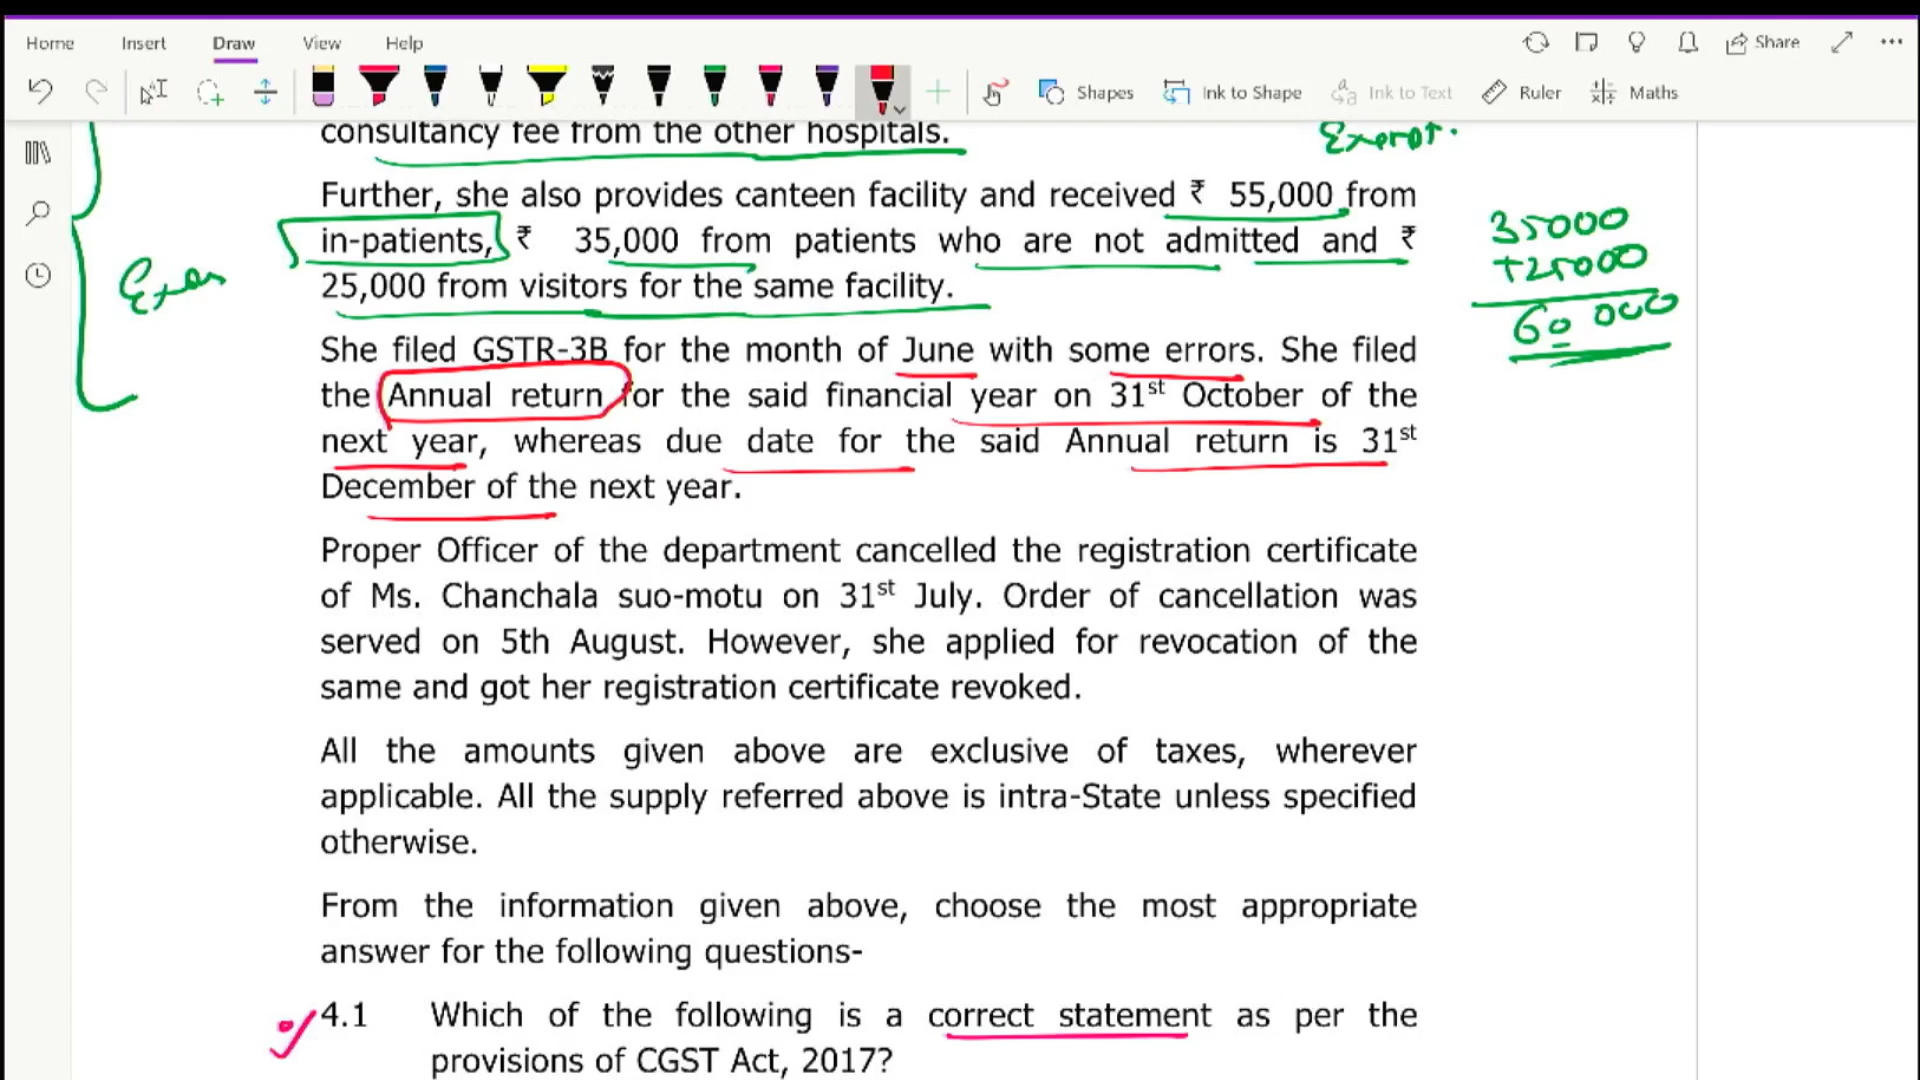 Home Insert Draw View Help Share
Shapes Ink to Shape Ink to Text Ruler Maths
consultancy fee from the other hospitals.
Further, she also provides canteen facility and received ₹ 55,000 from
in-patients, ₹ 35,000 from patients who are not admitted and ₹
25,000 from visitors for the same facility.
35000
+25000
60 000
She filed GSTR-3B for the month of June with some errors. She filed
the Annual return for the said financial year on 31st October of the
next year, whereas due date for the said Annual return is 31st
December of the next year.
Proper Officer of the department cancelled the registration certificate
of Ms. Chanchala suo-motu on 31st July. Order of cancellation was
served on 5th August. However, she applied for revocation of the
same and got her registration certificate revoked.
All the amounts given above are exclusive of taxes, wherever
applicable. All the supply referred above is intra-State unless specified
otherwise.
From the information given above, choose the most appropriate
answer for the following questions-
4.1 Which of the following is a correct statement as per the
provisions of CGST Act, 2017?